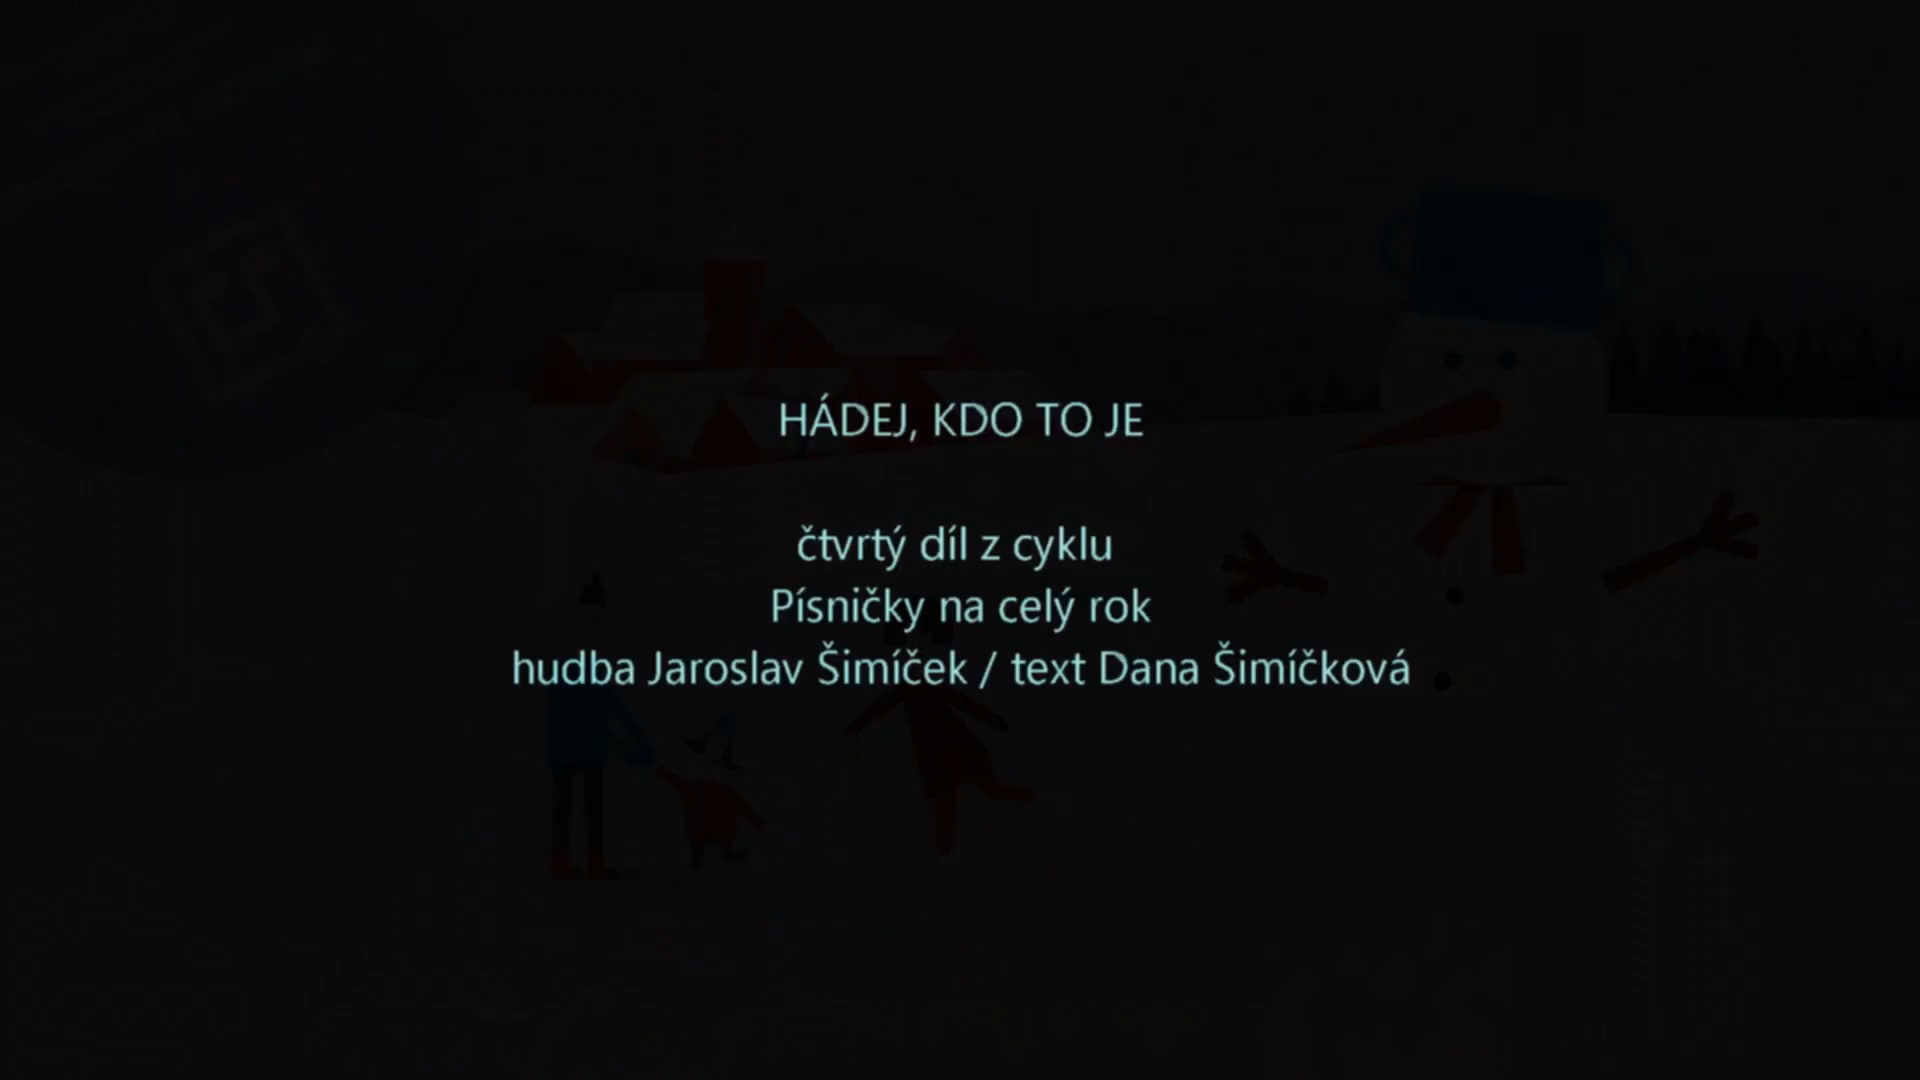 HÁDEJ, KDO TO JE
čtvrtý díl z cyklu
Písničky na celý rok
hudba Jaroslav Šimíček / text Dana Šimíčková